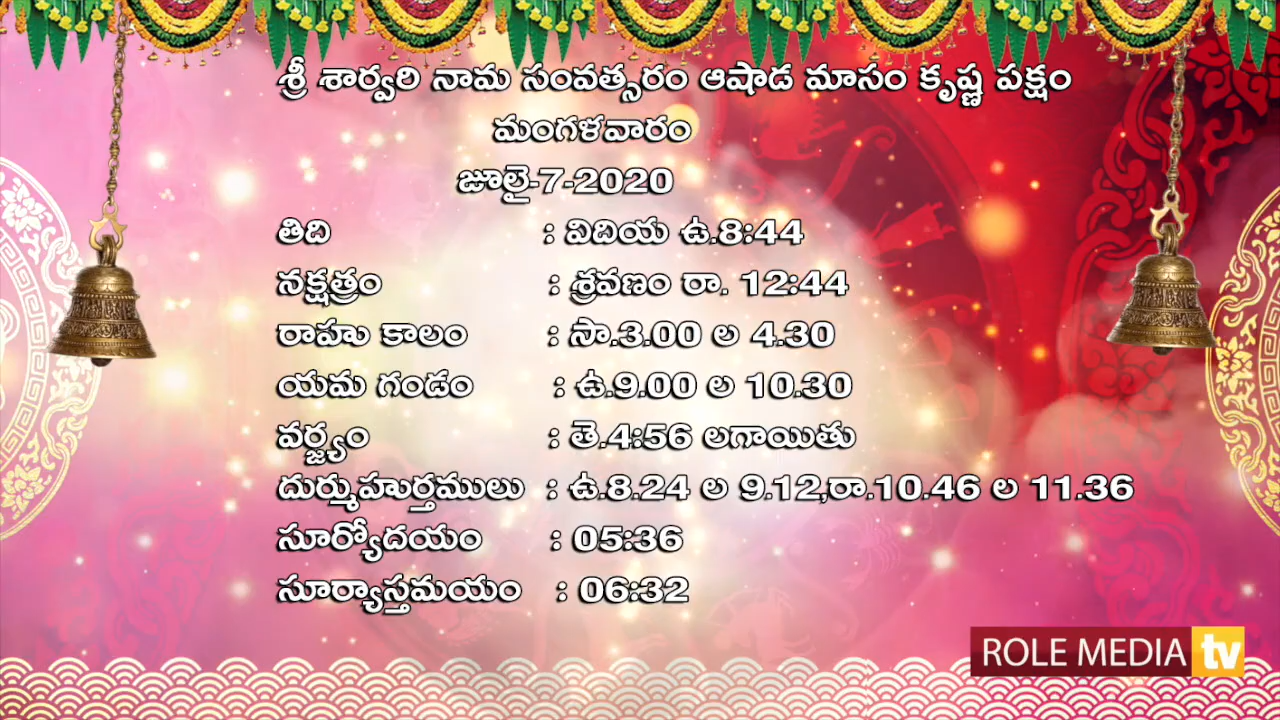 శ్రీ శార్వరి నామ సంవత్సరం ఆషాడ మాసం కృష్ణ పక్షం
మంగళవారం
జూలై-7-2020
తిది : విదియ ఉ.8:44
నక్షత్రం : శ్రవణం రా. 12:44
రాహు కాలం : సా.3.00 ల 4.30
యమ గండం : ఉ.9.00 ల 10.30
వర్జ్యం : తె.4:56 లగాయితు
దుర్ముహుర్తములు : ఉ.8.24 ల 9.12,రా.10.46 ల 11.36
సూర్యోదయం : 05:36
సూర్యాస్తమయం : 06:32
ROLE MEDIA tv